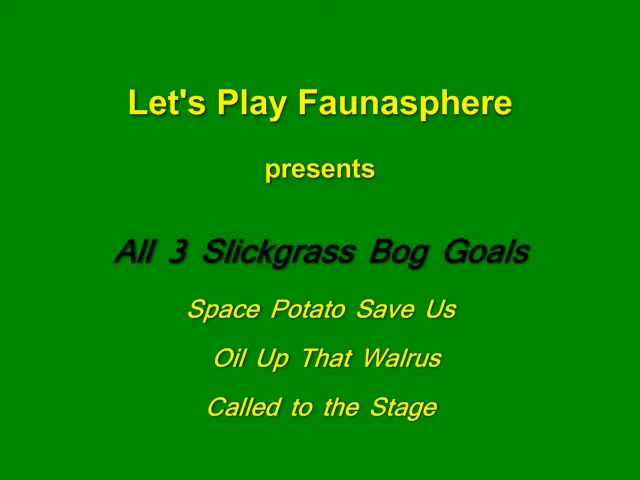 Let's Play Faunasphere
presents
All 3 Slickgrass Bog Goals
Space Potato Save Us
Oil Up That Walrus
Called to the Stage